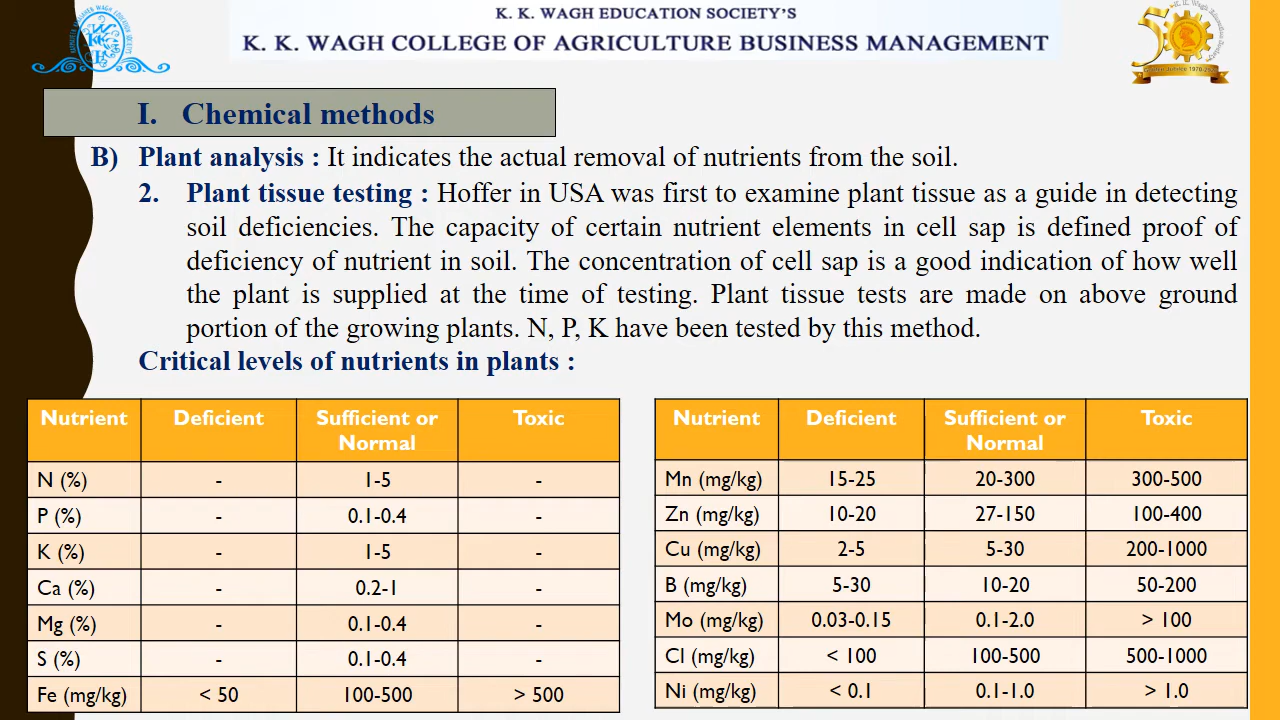 K. K. WAGH EDUCATION SOCIETY'S
K. K. WAGH COLLEGE OF AGRICULTURE BUSINESS MANAGEMENT
I. Chemical methods
B) Plant analysis : It indicates the actual removal of nutrients from the soil.
2. Plant tissue testing : Hoffer in USA was first to examine plant tissue as a guide in detecting
soil deficiencies. The capacity of certain nutrient elements in cell sap is defined proof of
deficiency of nutrient in soil. The concentration of cell sap is a good indication of how well
the plant is supplied at the time of testing. Plant tissue tests are made on above ground
portion of the growing plants. N, P, K have been tested by this method.
Critical levels of nutrients in plants :
Nutrient Deficient Sufficient or Toxic
Normal
N (%) - 1-5 -
P (%) - 0.1-0.4 -
K (%) - 1-5 -
Ca (%) - 0.2-1 -
Mg (%) - 0.1-0.4 -
S (%) - 0.1-0.4 -
Fe (mg/kg) < 50 100-500 > 500
Nutrient Deficient Sufficient or Toxic
Normal
Mn (mg/kg) 15-25 20-300 300-500
Zn (mg/kg) 10-20 27-150 100-400
Cu (mg/kg) 2-5 5-30 200-1000
B (mg/kg) 5-30 10-20 50-200
Mo (mg/kg) 0.03-0.15 0.1-2.0 > 100
Cl (mg/kg) < 100 100-500 500-1000
Ni (mg/kg) < 0.1 0.1-1.0 > 1.0